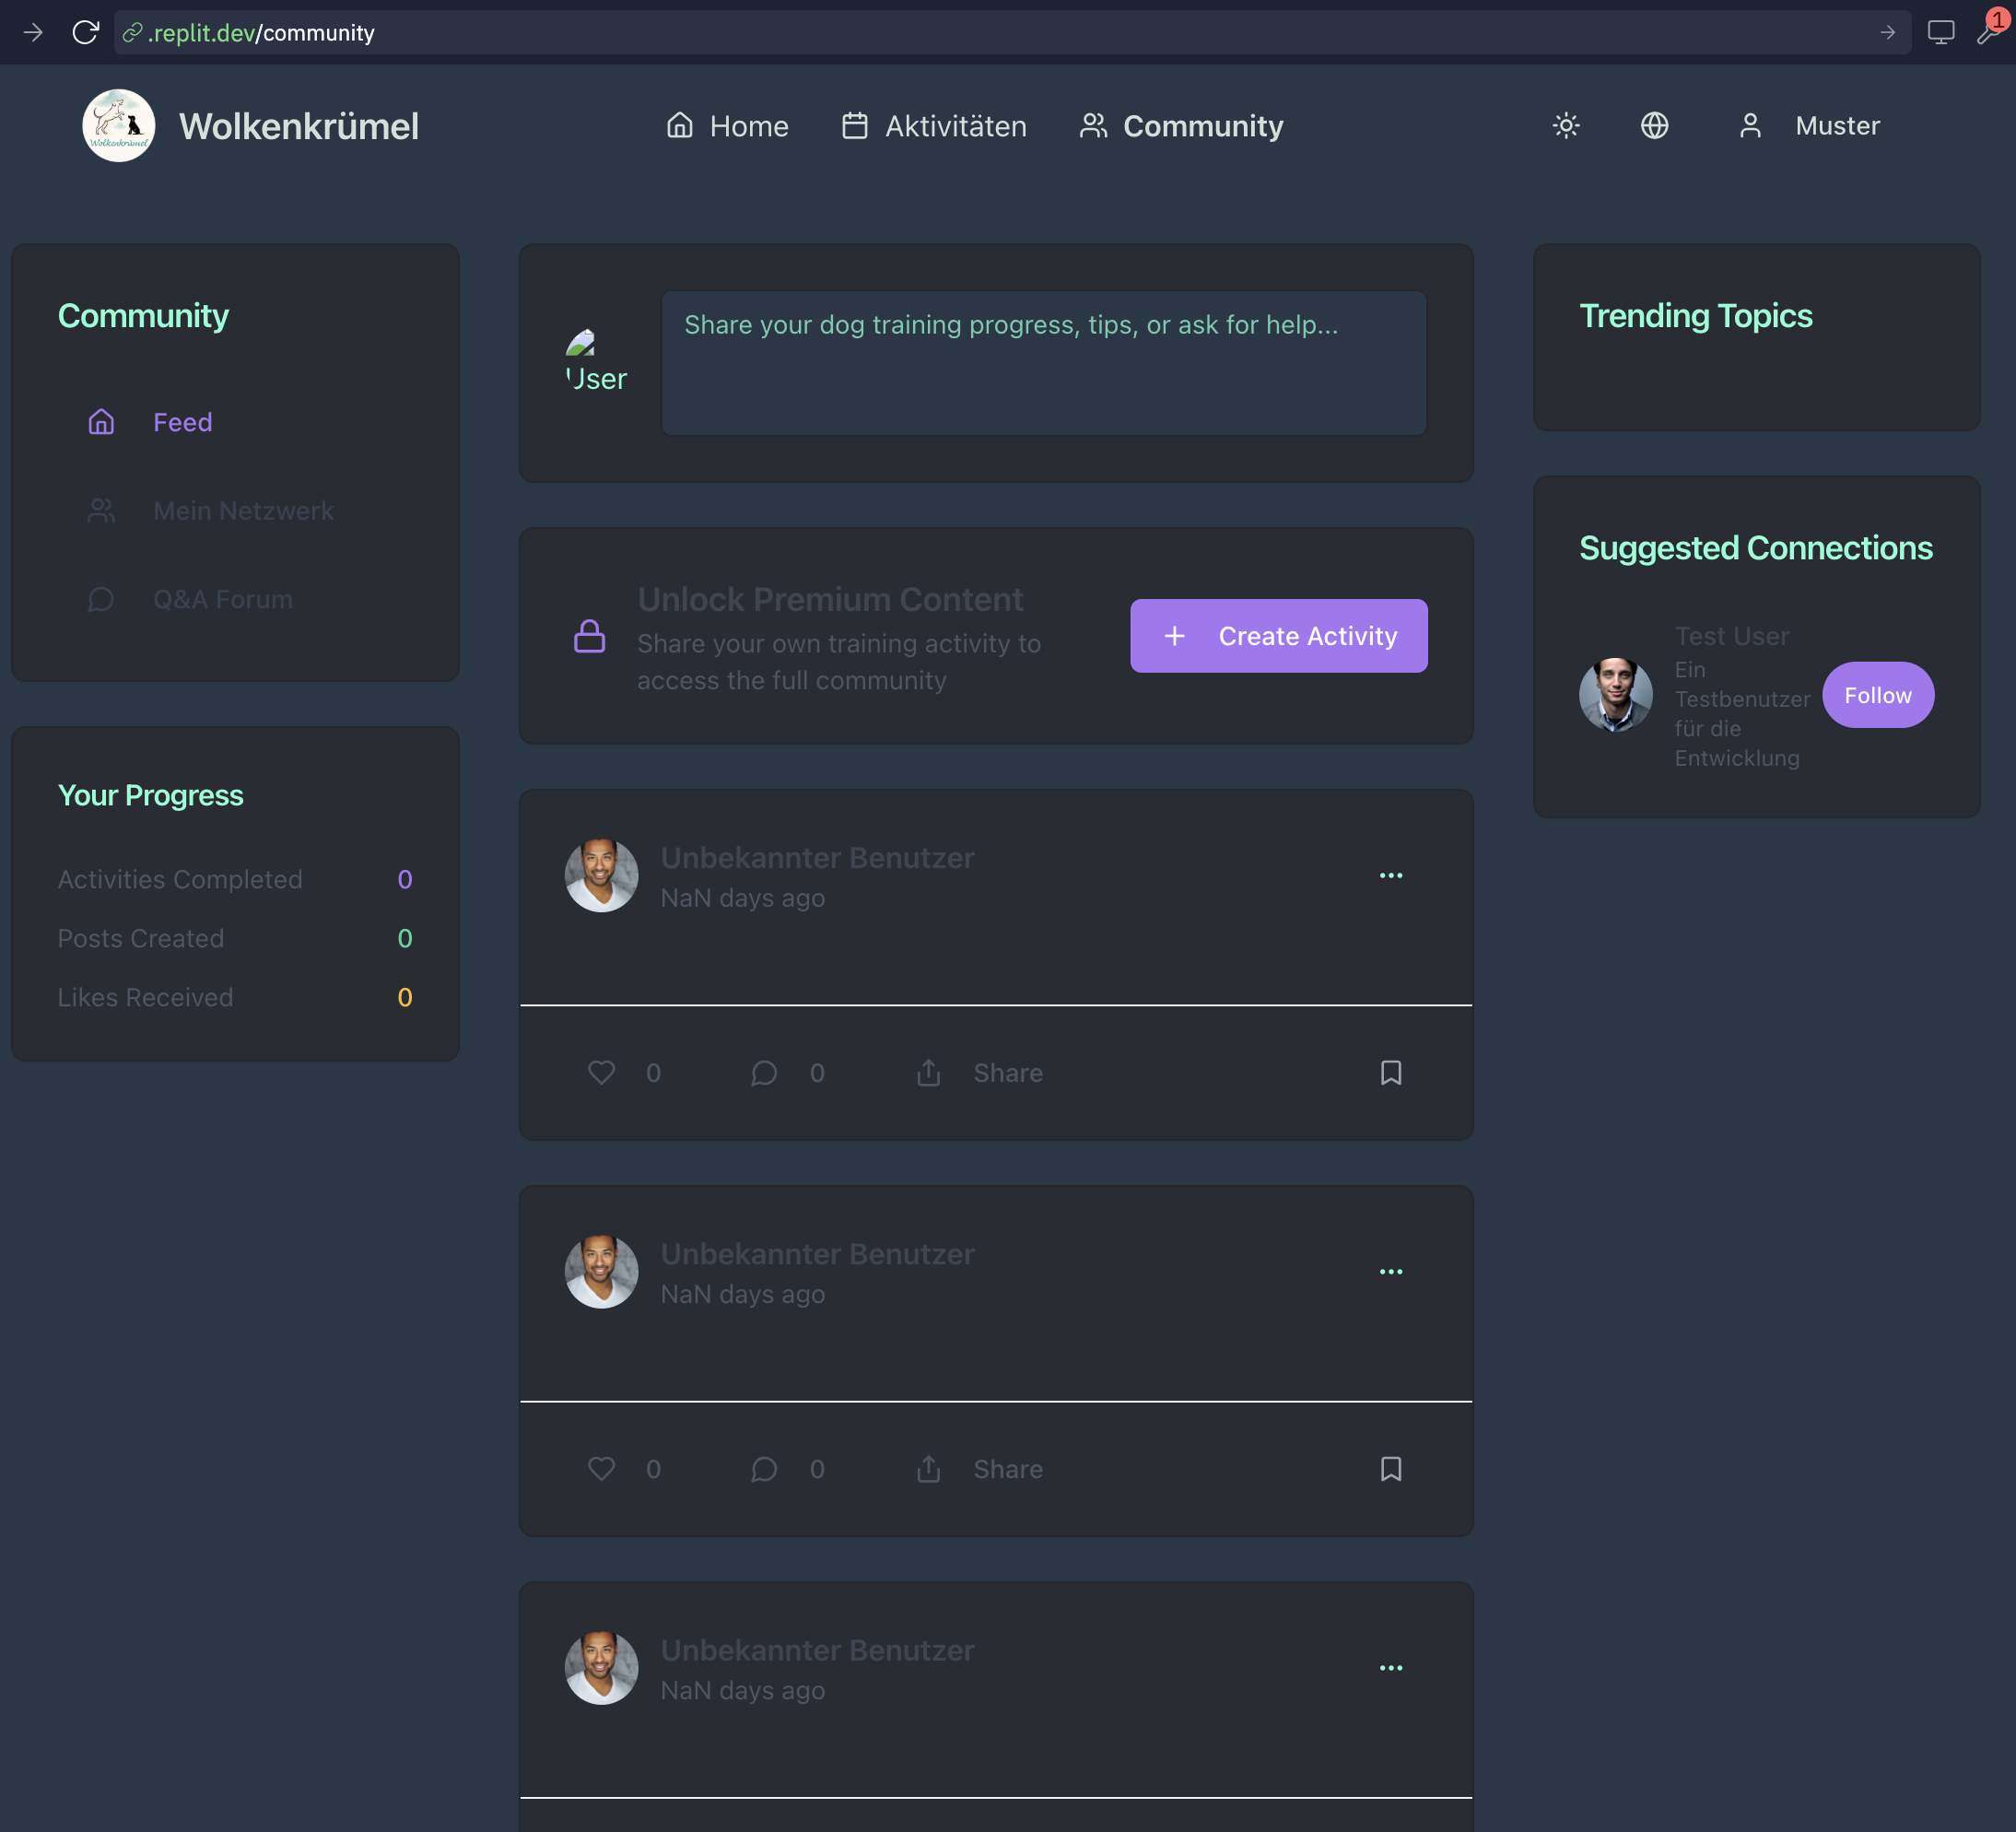 .replit.dev/community
1
Wolkenkrümel
Wolkenkrümel
Home
Aktivitäten
Community
Muster
Community
Feed
Mein Netzwerk
Q&A Forum
Your Progress
Activities Completed 0
Posts Created 0
Likes Received 0
User
Share your dog training progress, tips, or ask for help...
Unlock Premium Content
Share your own training activity to
access the full community
Create Activity
Unbekannter Benutzer
NaN days ago
0 0 Share
Unbekannter Benutzer
NaN days ago
0 0 Share
Unbekannter Benutzer
NaN days ago
Trending Topics
Suggested Connections
Test User
Ein
Testbenutzer
für die
Entwicklung
Follow